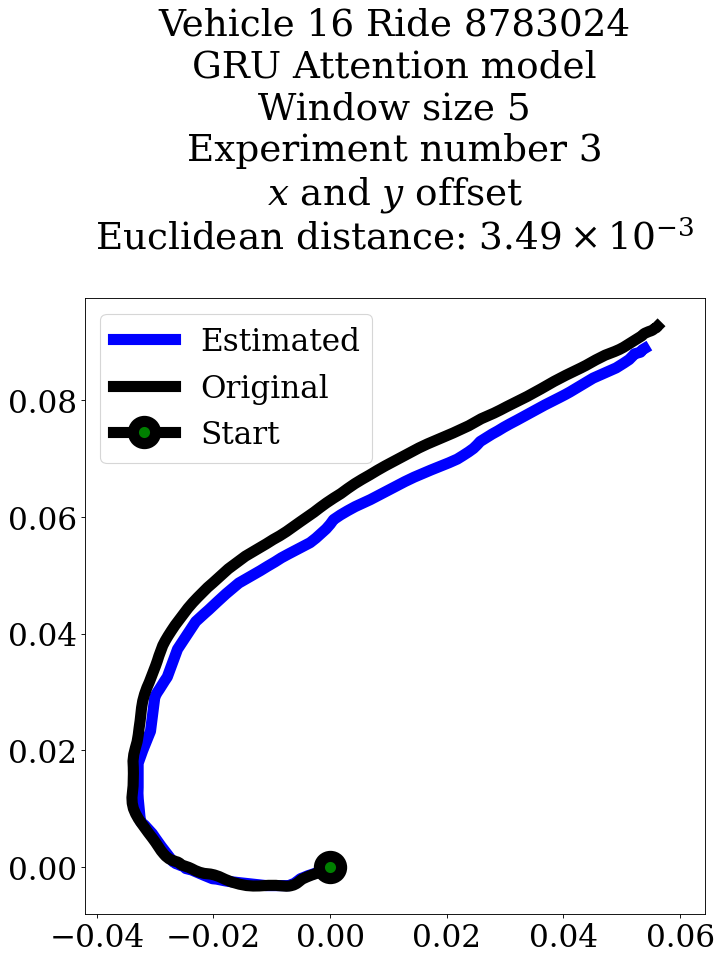 Vehicle 16 Ride 8783024
GRU Attention model
Window size 5
Experiment number 3
x and y offset
Euclidean distance: 3.49 × 10⁻³
Estimated
Original
Start
0.08
0.06
0.04
0.02
0.00
−0.04 −0.02 0.00 0.02 0.04 0.06